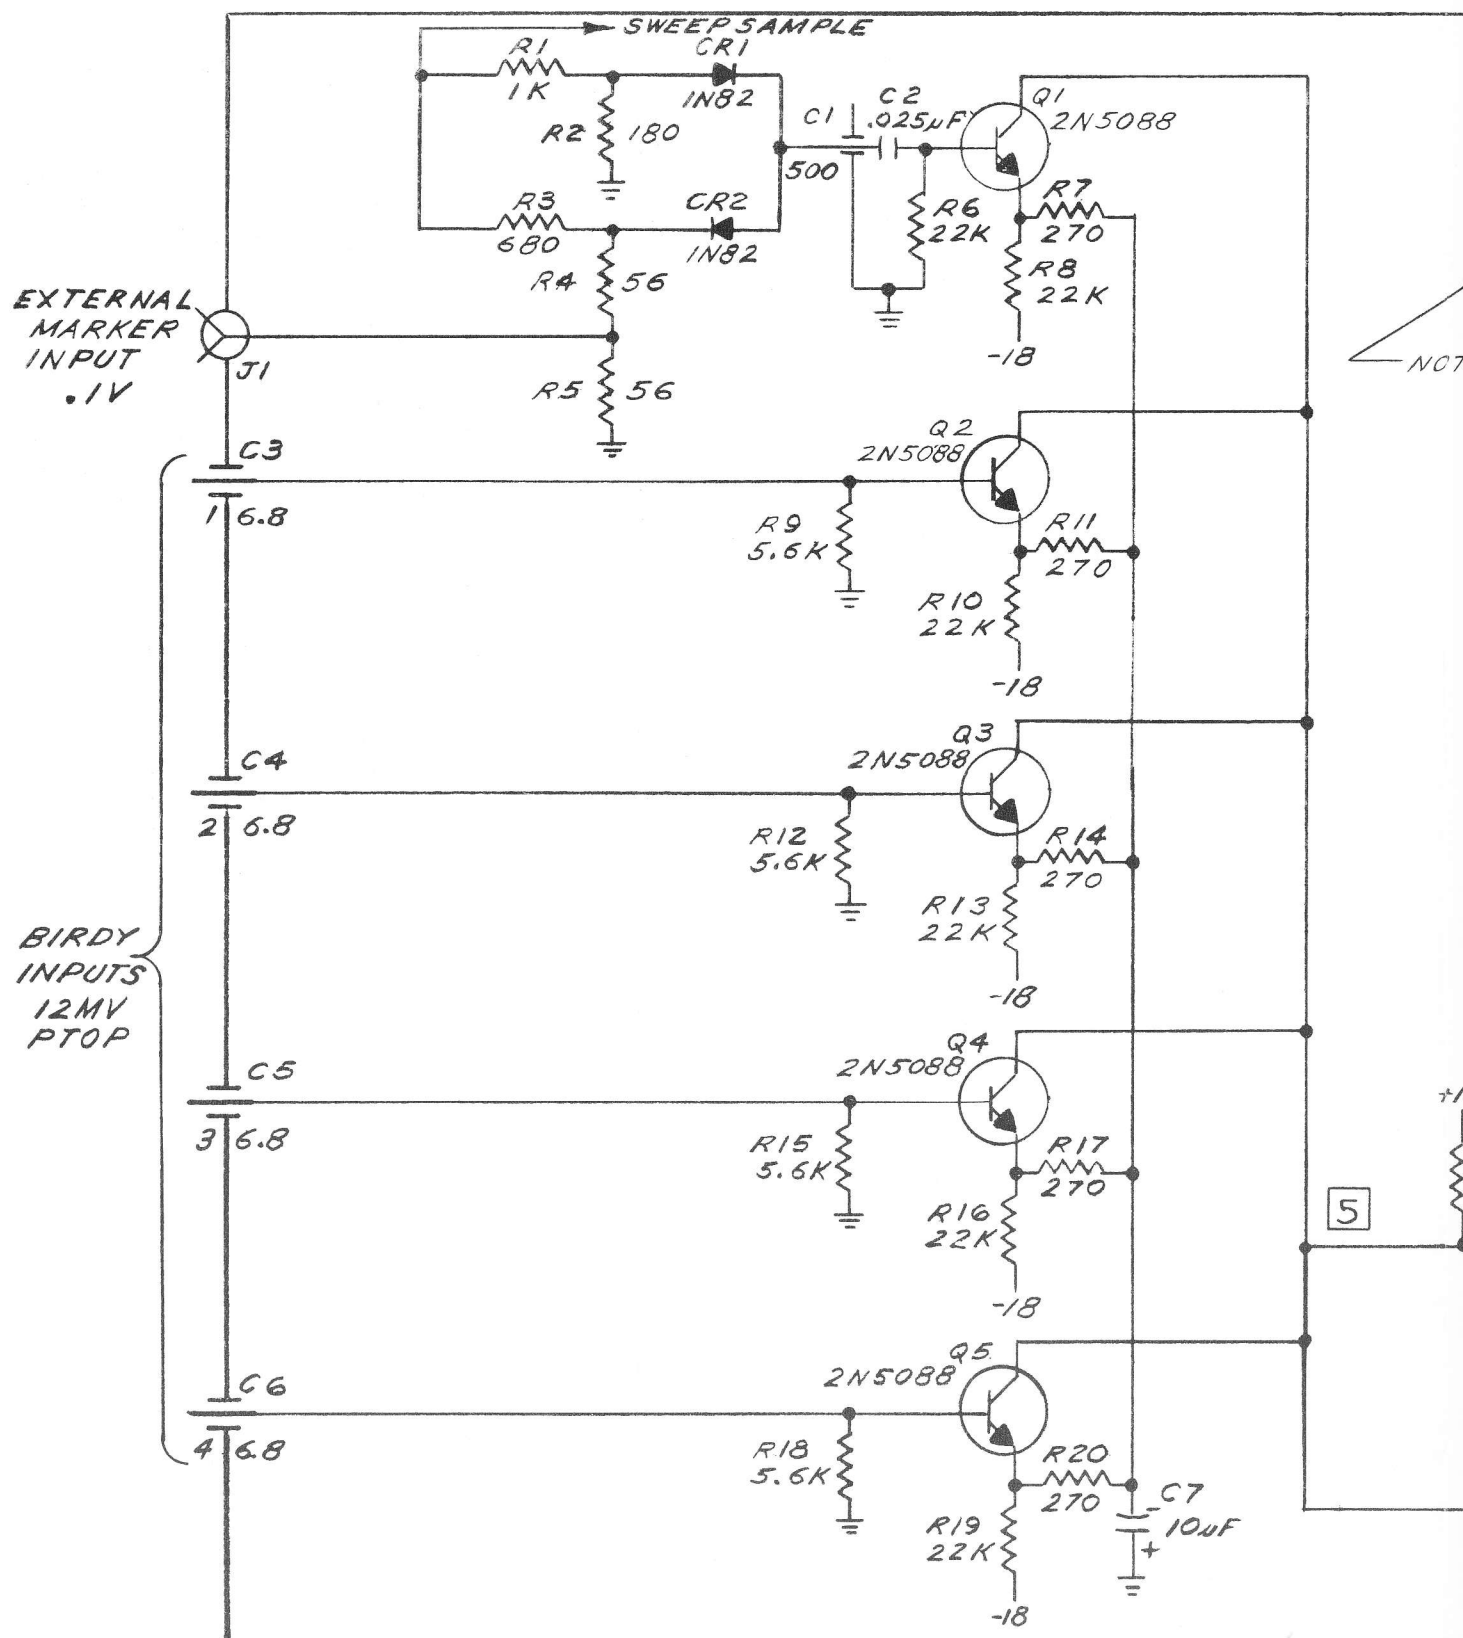 SWEEP SAMPLE
R1
1K
CR1
1N82
R2 180
C1
500
C2
.025µF
Q1
2N5088
R3
680
CR2
1N82
R6
22K
R7
270
R4 56
R8
22K
-18
EXTERNAL
MARKER
INPUT
.1V
J1
R5 56
C3
1 6.8
Q2
2N5088
R9
5.6K
R11
270
R10
22K
-18
C4
2 6.8
Q3
2N5088
R12
5.6K
R14
270
R13
22K
-18
BIRDY
INPUTS
12MV
PTOP
C5
3 6.8
Q4
2N5088
R15
5.6K
R17
270
R16
22K
-18
5
C6
4 6.8
Q5
2N5088
R18
5.6K
R20
270
- C7
10µF
+
R19
22K
-18